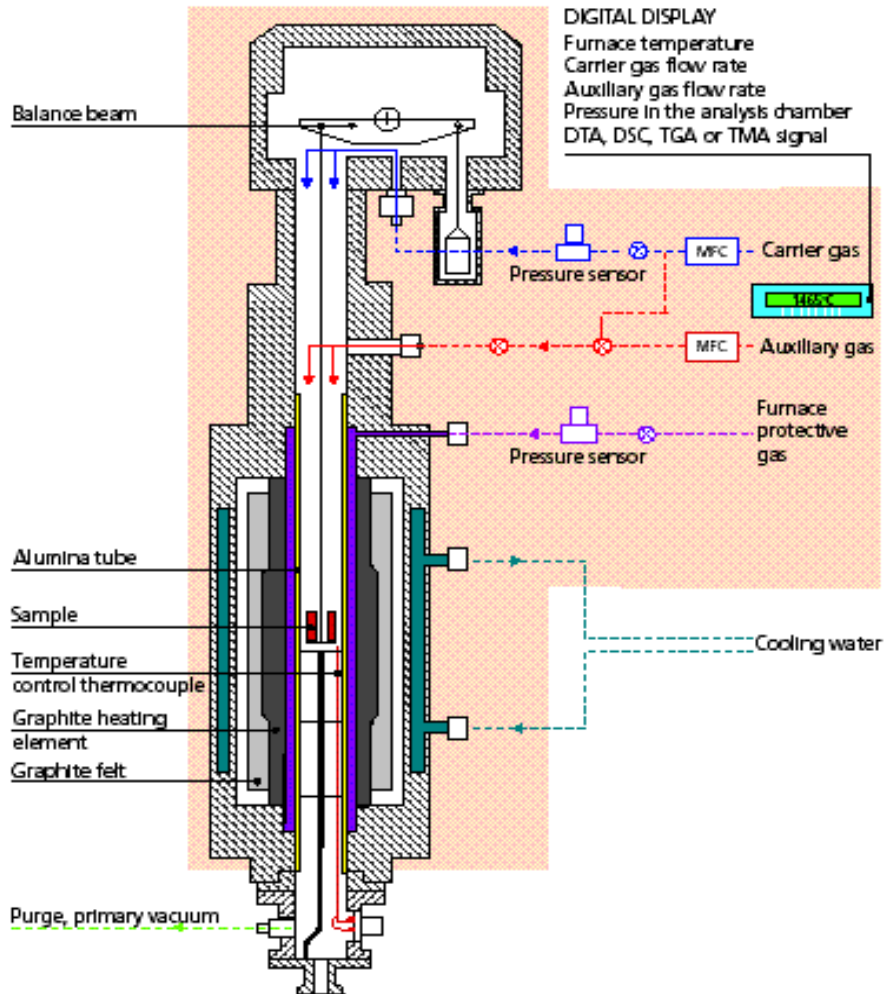 DIGITAL DISPLAY
Furnace temperature
Carrier gas flow rate
Auxiliary gas flow rate
Pressure in the analysis chamber
DTA, DSC, TGA or TMA signal
Balance beam
MFC
Carrier gas
Pressure sensor
1465°C
MFC
Auxiliary gas
Furnace
protective
gas
Pressure sensor
Alumina tube
Sample
Cooling water
Temperature
control thermocouple
Graphite heating
element
Graphite felt
Purge, primary vacuum